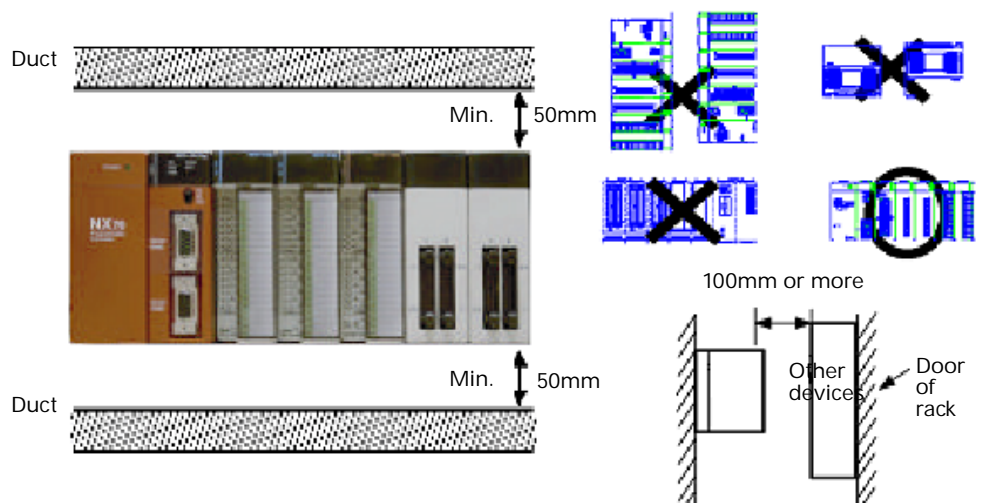 Duct
Min. 50mm
NX70
Min. 50mm
Duct
100mm or more
Other
devices
Door
of
rack